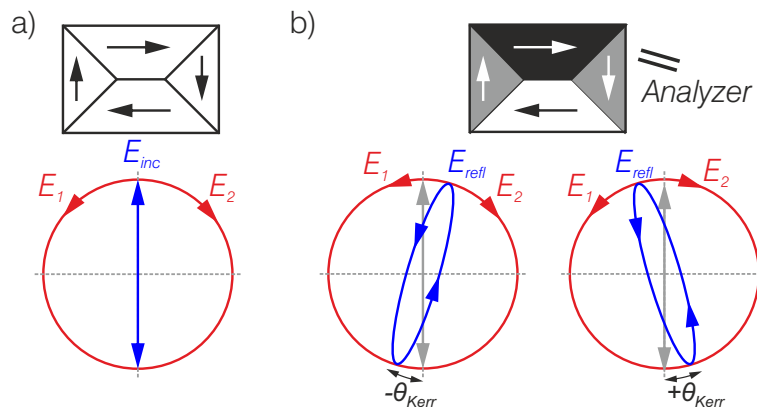 a)
b)
Analyzer
E_inc
E_1
E_2
E_1
E_refl
E_2
E_1
E_refl
E_2
-θ_Kerr
+θ_Kerr